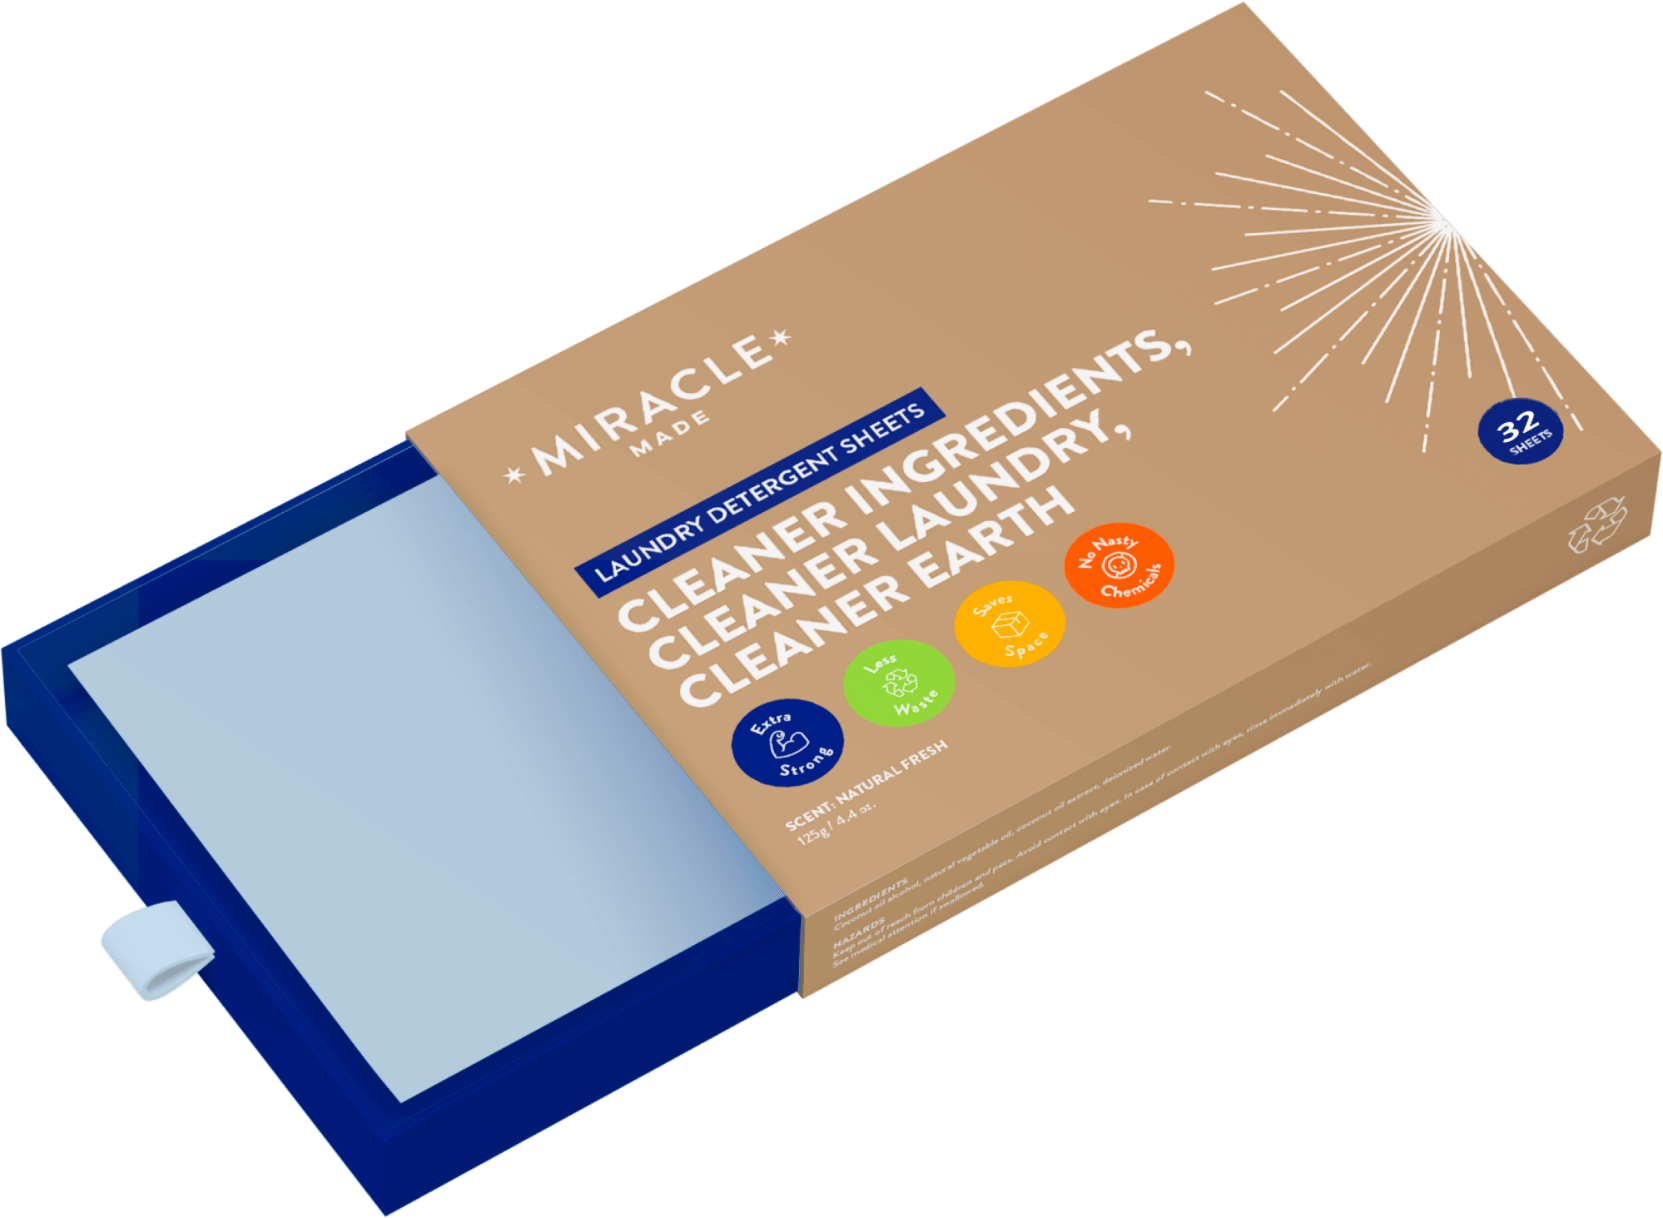 MIRACLE
MADE
LAUNDRY DETERGENT SHEETS
CLEANER INGREDIENTS,
CLEANER LAUNDRY,
CLEANER EARTH
Extra
Strong
Less
Waste
Saves
Space
No Nasty
Chemicals
32
SHEETS
SCENT: NATURAL FRESH
125g / 4.4 oz.
INGREDIENTS
Coconut oil alcohol, natural vegetable oil, coconut oil extract, deionized water.
HAZARDS
Keep out of reach from children and pets. Avoid contact with eyes. In case of contact with eyes, rinse immediately with water.
See medical attention if swallowed.